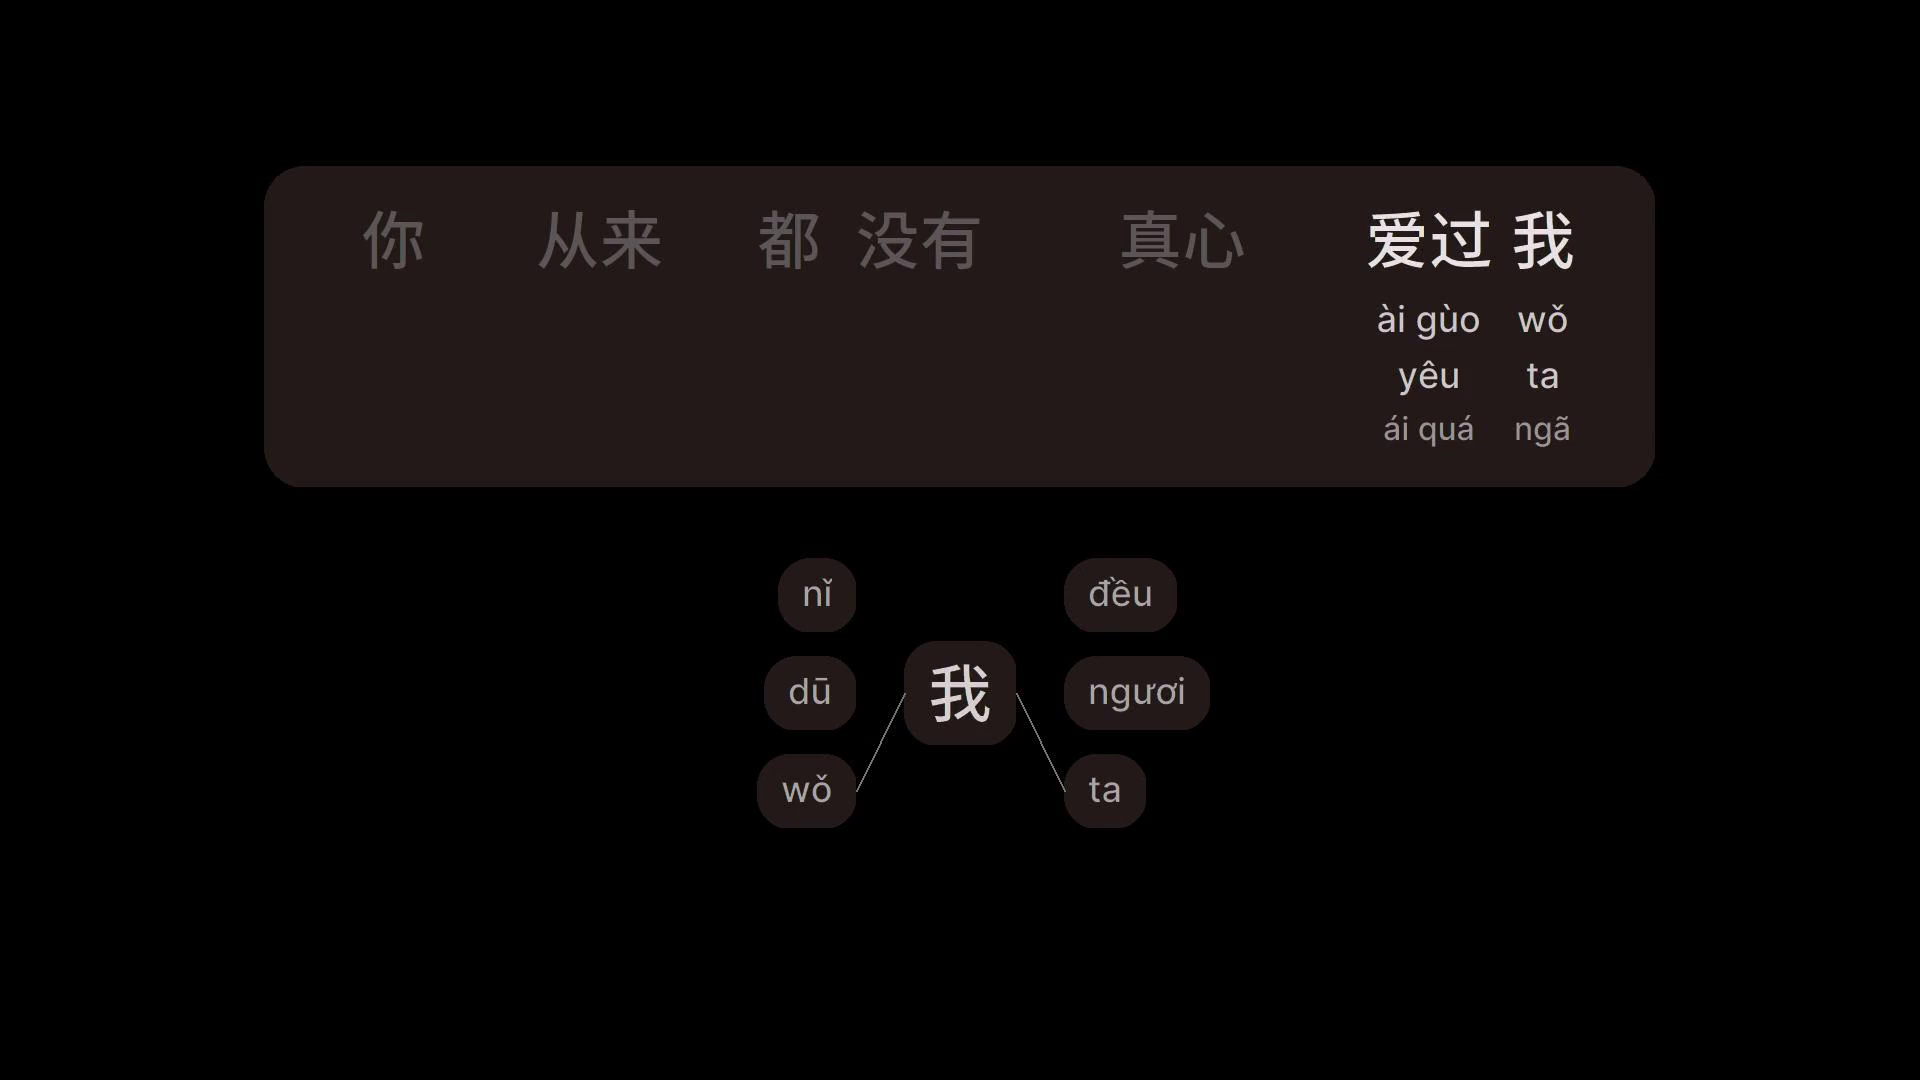 你 从来 都 没有 真心 爱过 我
ài gùo wǒ
yêu ta
ái quá ngã
nǐ đều
dū 我 ngươi
wǒ ta